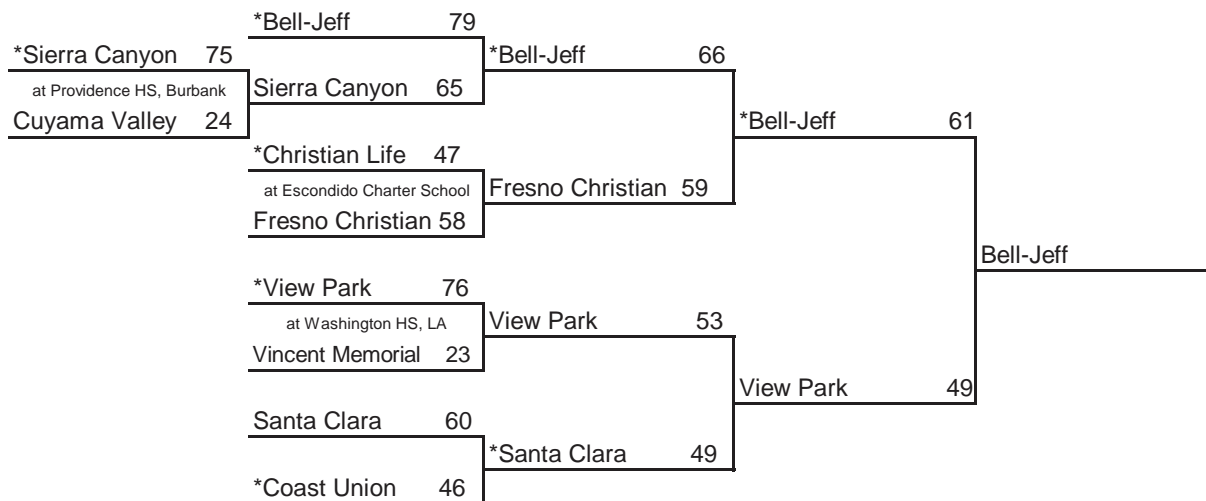 *Bell-Jeff 79
*Sierra Canyon 75
*Bell-Jeff 66
at Providence HS, Burbank
Sierra Canyon 65
Cuyama Valley 24
*Bell-Jeff 61
*Christian Life 47
at Escondido Charter School
Fresno Christian 59
Fresno Christian 58
Bell-Jeff
*View Park 76
at Washington HS, LA
View Park 53
Vincent Memorial 23
View Park 49
Santa Clara 60
*Santa Clara 49
*Coast Union 46